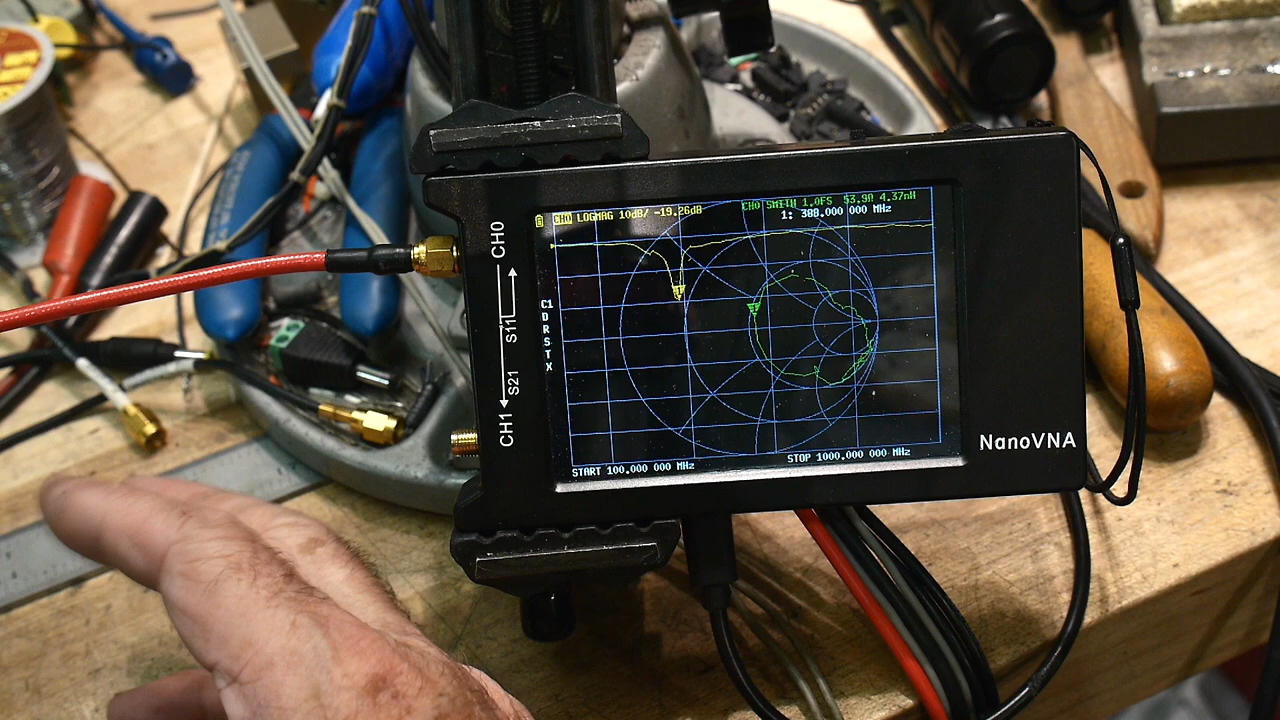 CH0 LOGMAG 10dB/ -19.26dB
CH0 SMITH 1.0FS 53.9Ω 4.37nH
1: 388.000 000 MHz
CH0
S11
S21
CH1
C1
D
R
S
T
X
NanoVNA
START 100.000 000 MHz
STOP 1000.000 000 MHz